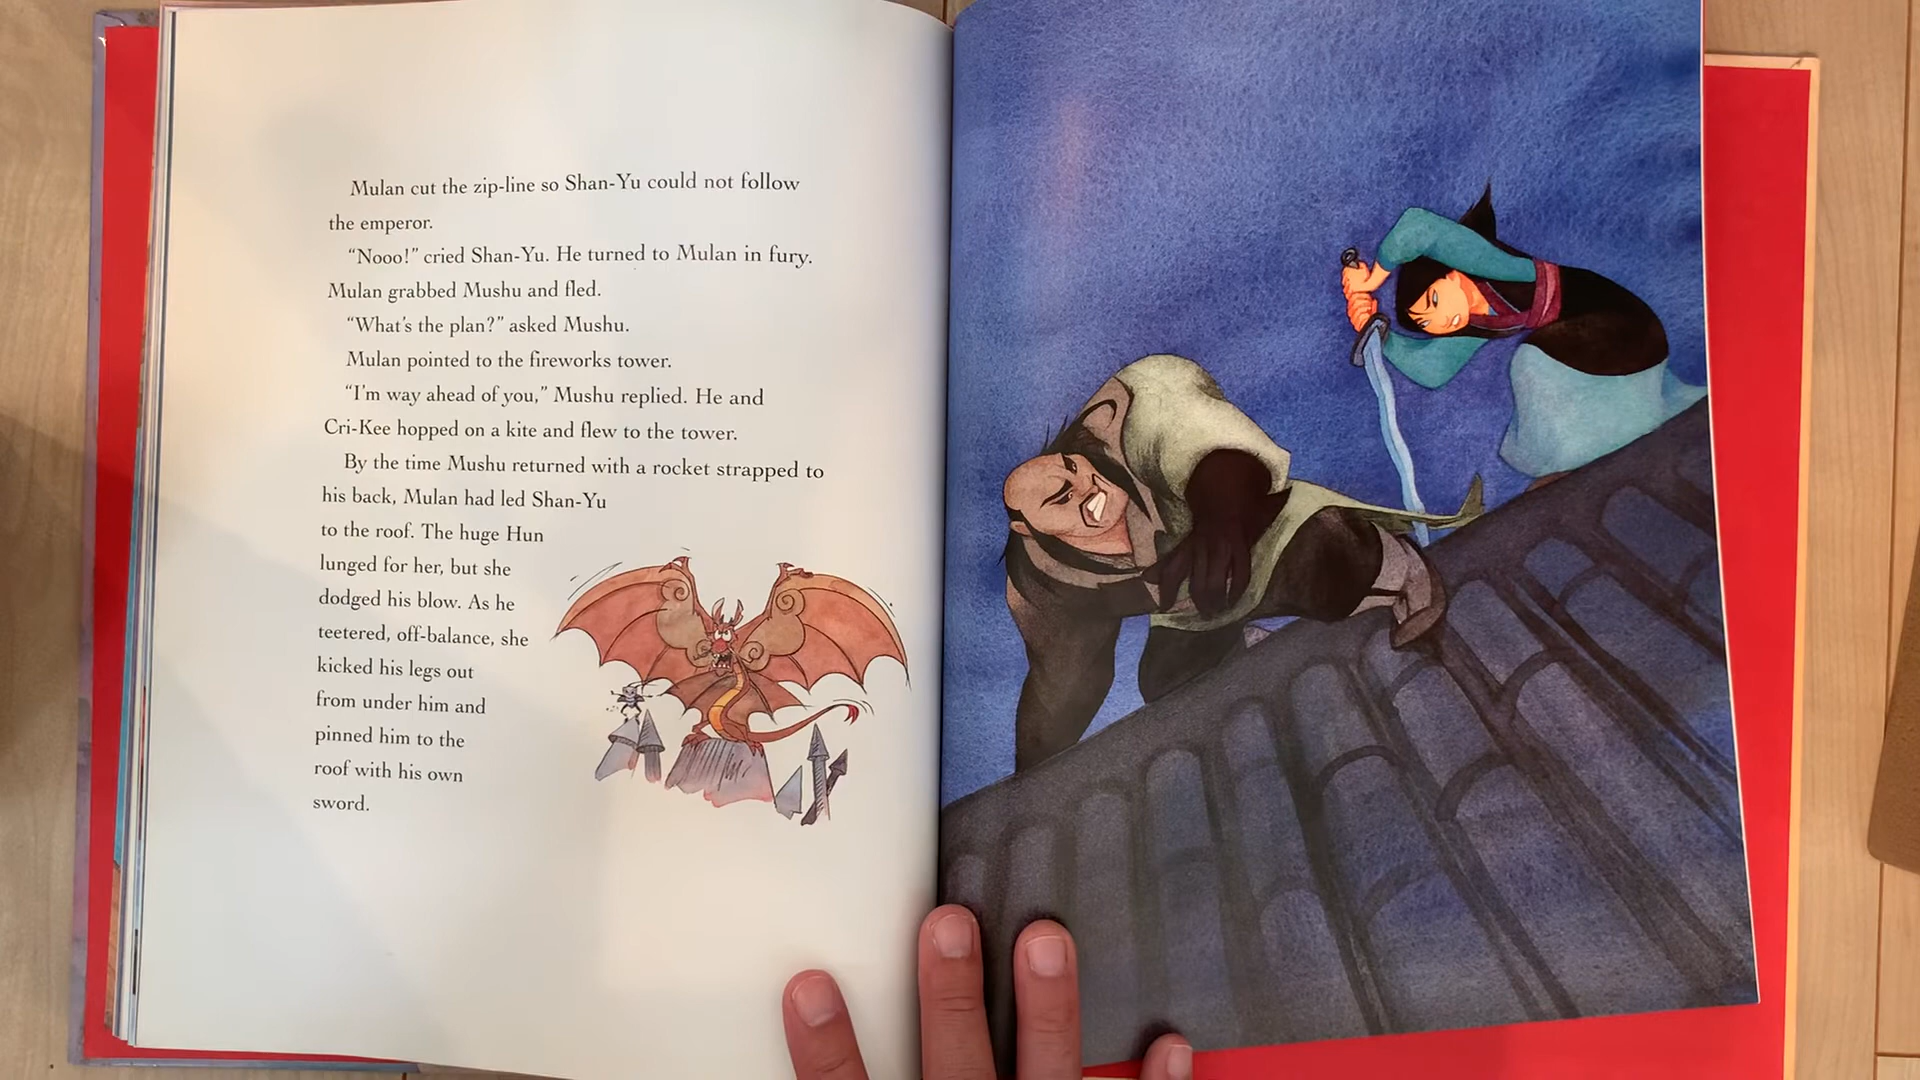 Mulan cut the zip-line so Shan-Yu could not follow
the emperor.
“Nooo!” cried Shan-Yu. He turned to Mulan in fury.
Mulan grabbed Mushu and fled.
“What’s the plan?” asked Mushu.
Mulan pointed to the fireworks tower.
“I’m way ahead of you,” Mushu replied. He and
Cri-Kee hopped on a kite and flew to the tower.
By the time Mushu returned with a rocket strapped to
his back, Mulan had led Shan-Yu
to the roof. The huge Hun
lunged for her, but she
dodged his blow. As he
teetered, off-balance, she
kicked his legs out
from under him and
pinned him to the
roof with his own
sword.